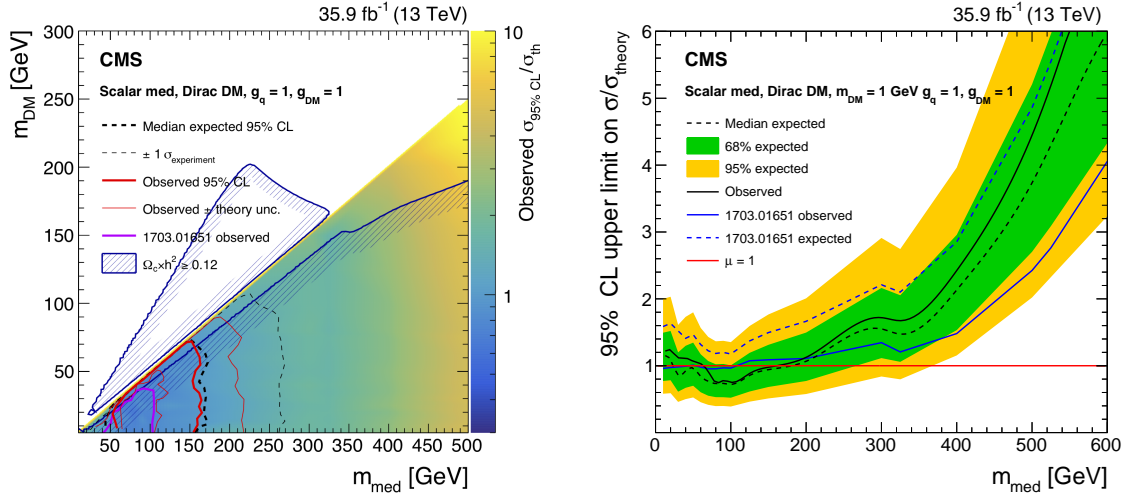 35.9 fb⁻¹ (13 TeV)
m_DM [GeV]
300
250
200
150
100
50
CMS
Scalar med, Dirac DM, g_q = 1, g_DM = 1
Median expected 95% CL
± 1 σ_experiment
Observed 95% CL
Observed ± theory unc.
1703.01651 observed
Ω_c×h² ≥ 0.12
50 100 150 200 250 300 350 400 450 500
m_med [GeV]
10
1
Observed σ_95% CL/σ_th
35.9 fb⁻¹ (13 TeV)
95% CL upper limit on σ/σ_theory
6
5
4
3
2
1
0
CMS
Scalar med, Dirac DM, m_DM = 1 GeV g_q = 1, g_DM = 1
Median expected
68% expected
95% expected
Observed
1703.01651 observed
1703.01651 expected
μ = 1
0 100 200 300 400 500 600
m_med [GeV]